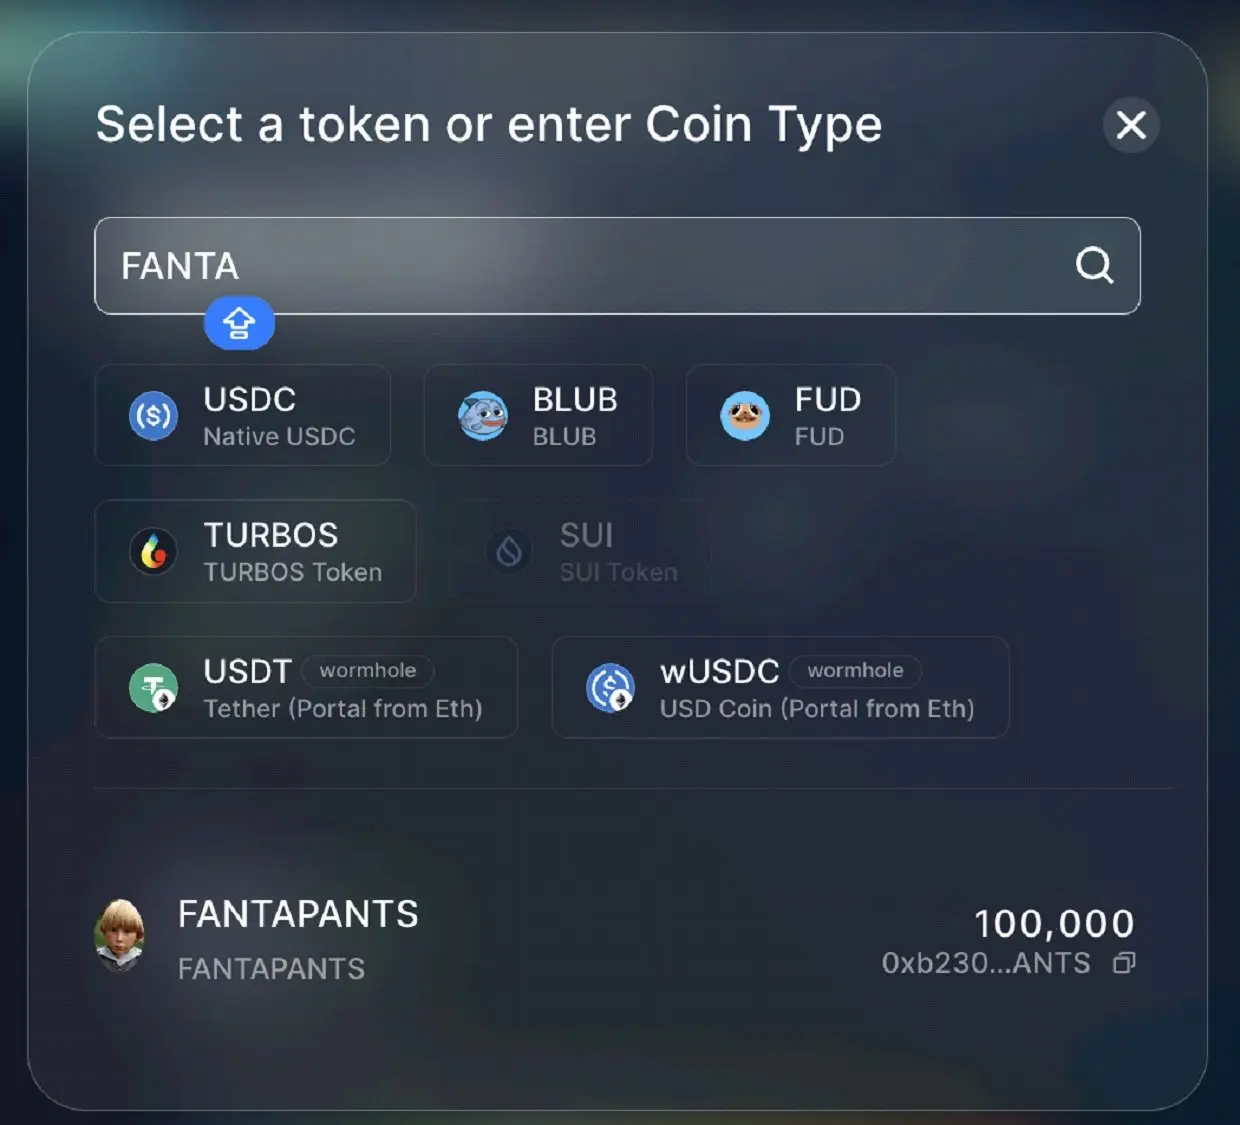 Select a token or enter Coin Type
FANTA
USDC
Native USDC
BLUB
BLUB
FUD
FUD
TURBOS
TURBOS Token
SUI
SUI Token
USDT wormhole
Tether (Portal from Eth)
wUSDC wormhole
USD Coin (Portal from Eth)
FANTAPANTS
FANTAPANTS
100,000
0xb230...ANTS